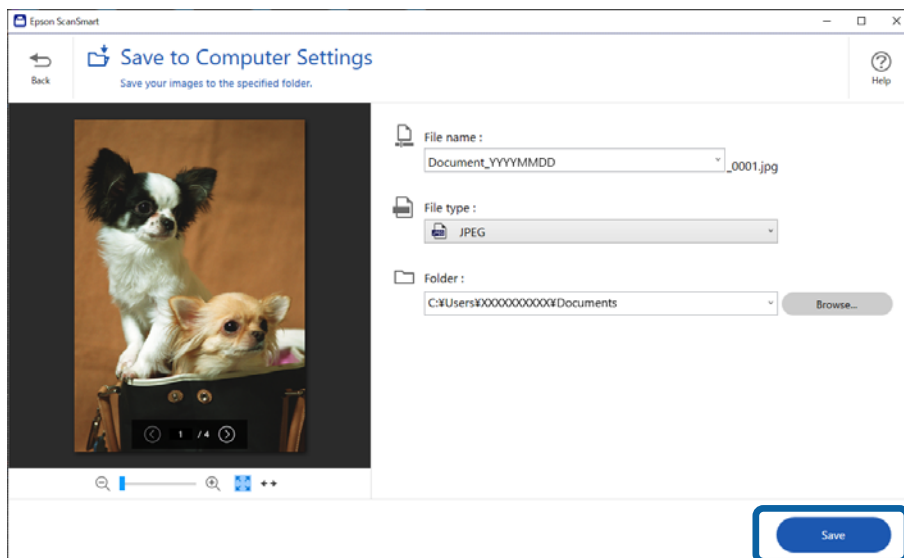 Epson ScanSmart
Back
Save to Computer Settings
Save your images to the specified folder.
Help
File name :
Document_YYYYMMDD
_0001.jpg
File type :
JPEG
Folder :
C:¥Users¥XXXXXXXXXX¥Documents
Browse...
1 / 4
Save